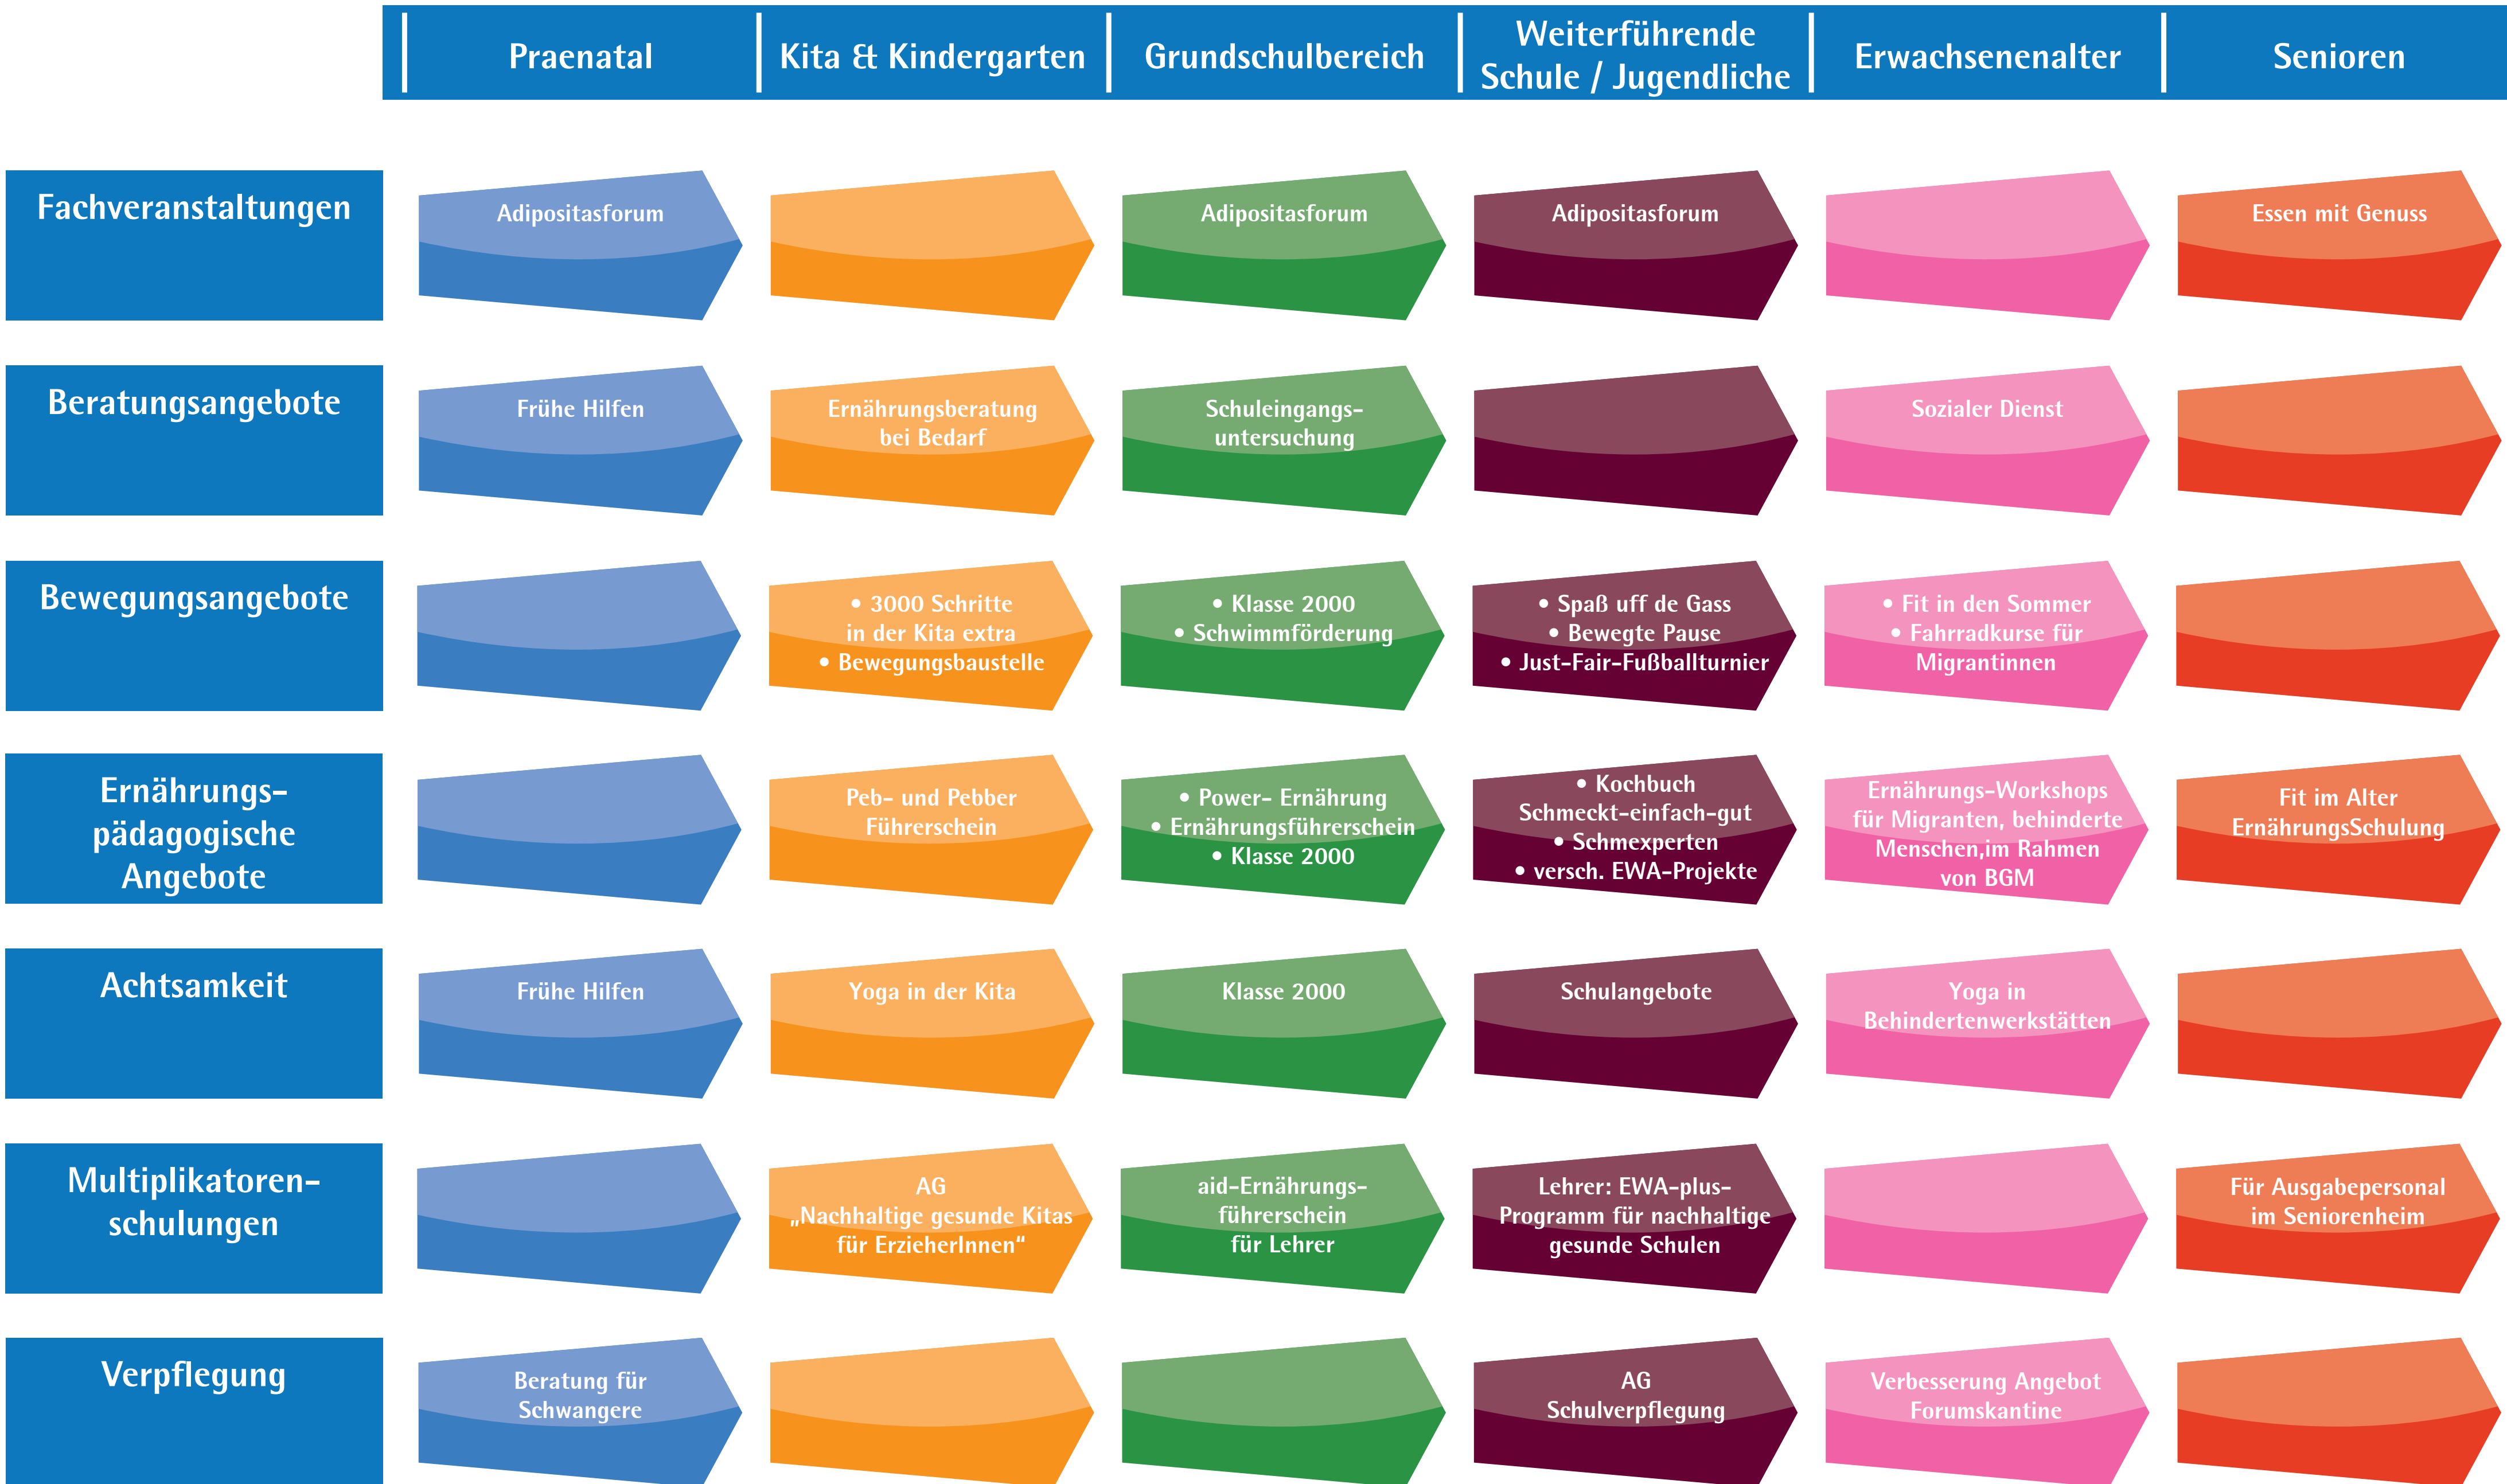 Praenatal
Kita & Kindergarten
Grundschulbereich
Weiterführende
Schule / Jugendliche
Erwachsenenalter
Senioren
Fachveranstaltungen
Adipositasforum
Adipositasforum
Adipositasforum
Essen mit Genuss
Beratungsangebote
Frühe Hilfen
Ernährungsberatung
bei Bedarf
Schuleingangs-
untersuchung
Sozialer Dienst
Bewegungsangebote
• 3000 Schritte
in der Kita extra
• Bewegungsbaustelle
• Klasse 2000
• Schwimmförderung
• Spaß uff de Gass
• Bewegte Pause
• Just-Fair-Fußballturnier
• Fit in den Sommer
• Fahrradkurse für
Migrantinnen
Ernährungs-
pädagogische
Angebote
Peb- und Pebber
Führerschein
• Power- Ernährung
• Ernährungsführerschein
• Klasse 2000
• Kochbuch
Schmeckt-einfach-gut
• Schmexperten
• versch. EWA-Projekte
Ernährungs-Workshops
für Migranten, behinderte
Menschen,im Rahmen
von BGM
Fit im Alter
ErnährungsSchulung
Achtsamkeit
Frühe Hilfen
Yoga in der Kita
Klasse 2000
Schulangebote
Yoga in
Behindertenwerkstätten
Multiplikatoren-
schulungen
AG
„Nachhaltige gesunde Kitas
für ErzieherInnen“
aid-Ernährungs-
führerschein
für Lehrer
Lehrer: EWA-plus-
Programm für nachhaltige
gesunde Schulen
Für Ausgabepersonal
im Seniorenheim
Verpflegung
Beratung für
Schwangere
AG
Schulverpflegung
Verbesserung Angebot
Forumskantine